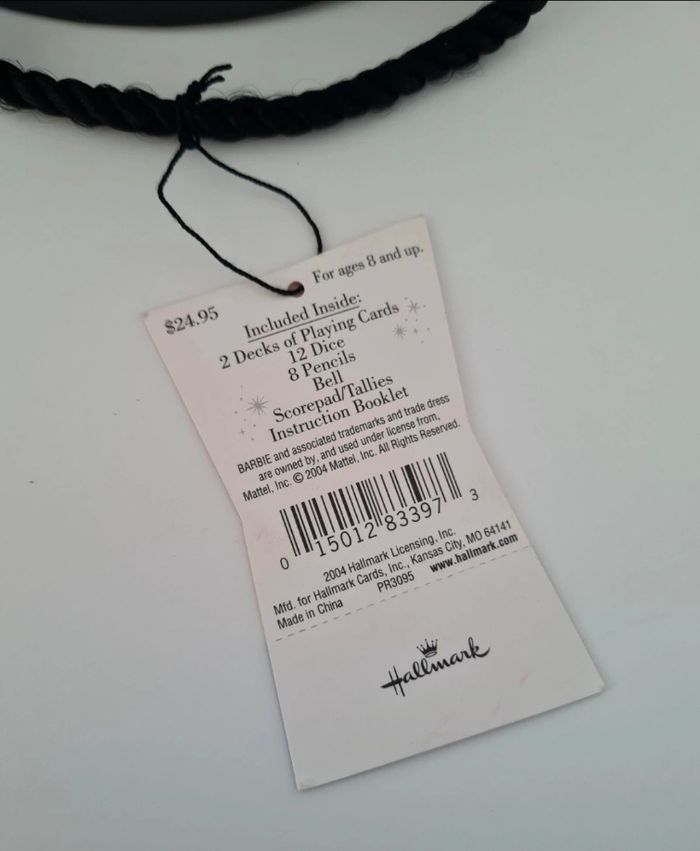 $24.95
For ages 8 and up.
Included Inside:
2 Decks of Playing Cards
12 Dice
8 Pencils
Bell
Scorepad/Tallies
Instruction Booklet
BARBIE and associated trademarks and trade dress
are owned by, and used under license from,
Mattel, Inc. © 2004 Mattel, Inc. All Rights Reserved.
0 15012 83397 3
2004 Hallmark Licensing, Inc.
Mfd. for Hallmark Cards, Inc., Kansas City, MO 64141
Made in China PR3095 www.hallmark.com
Hallmark